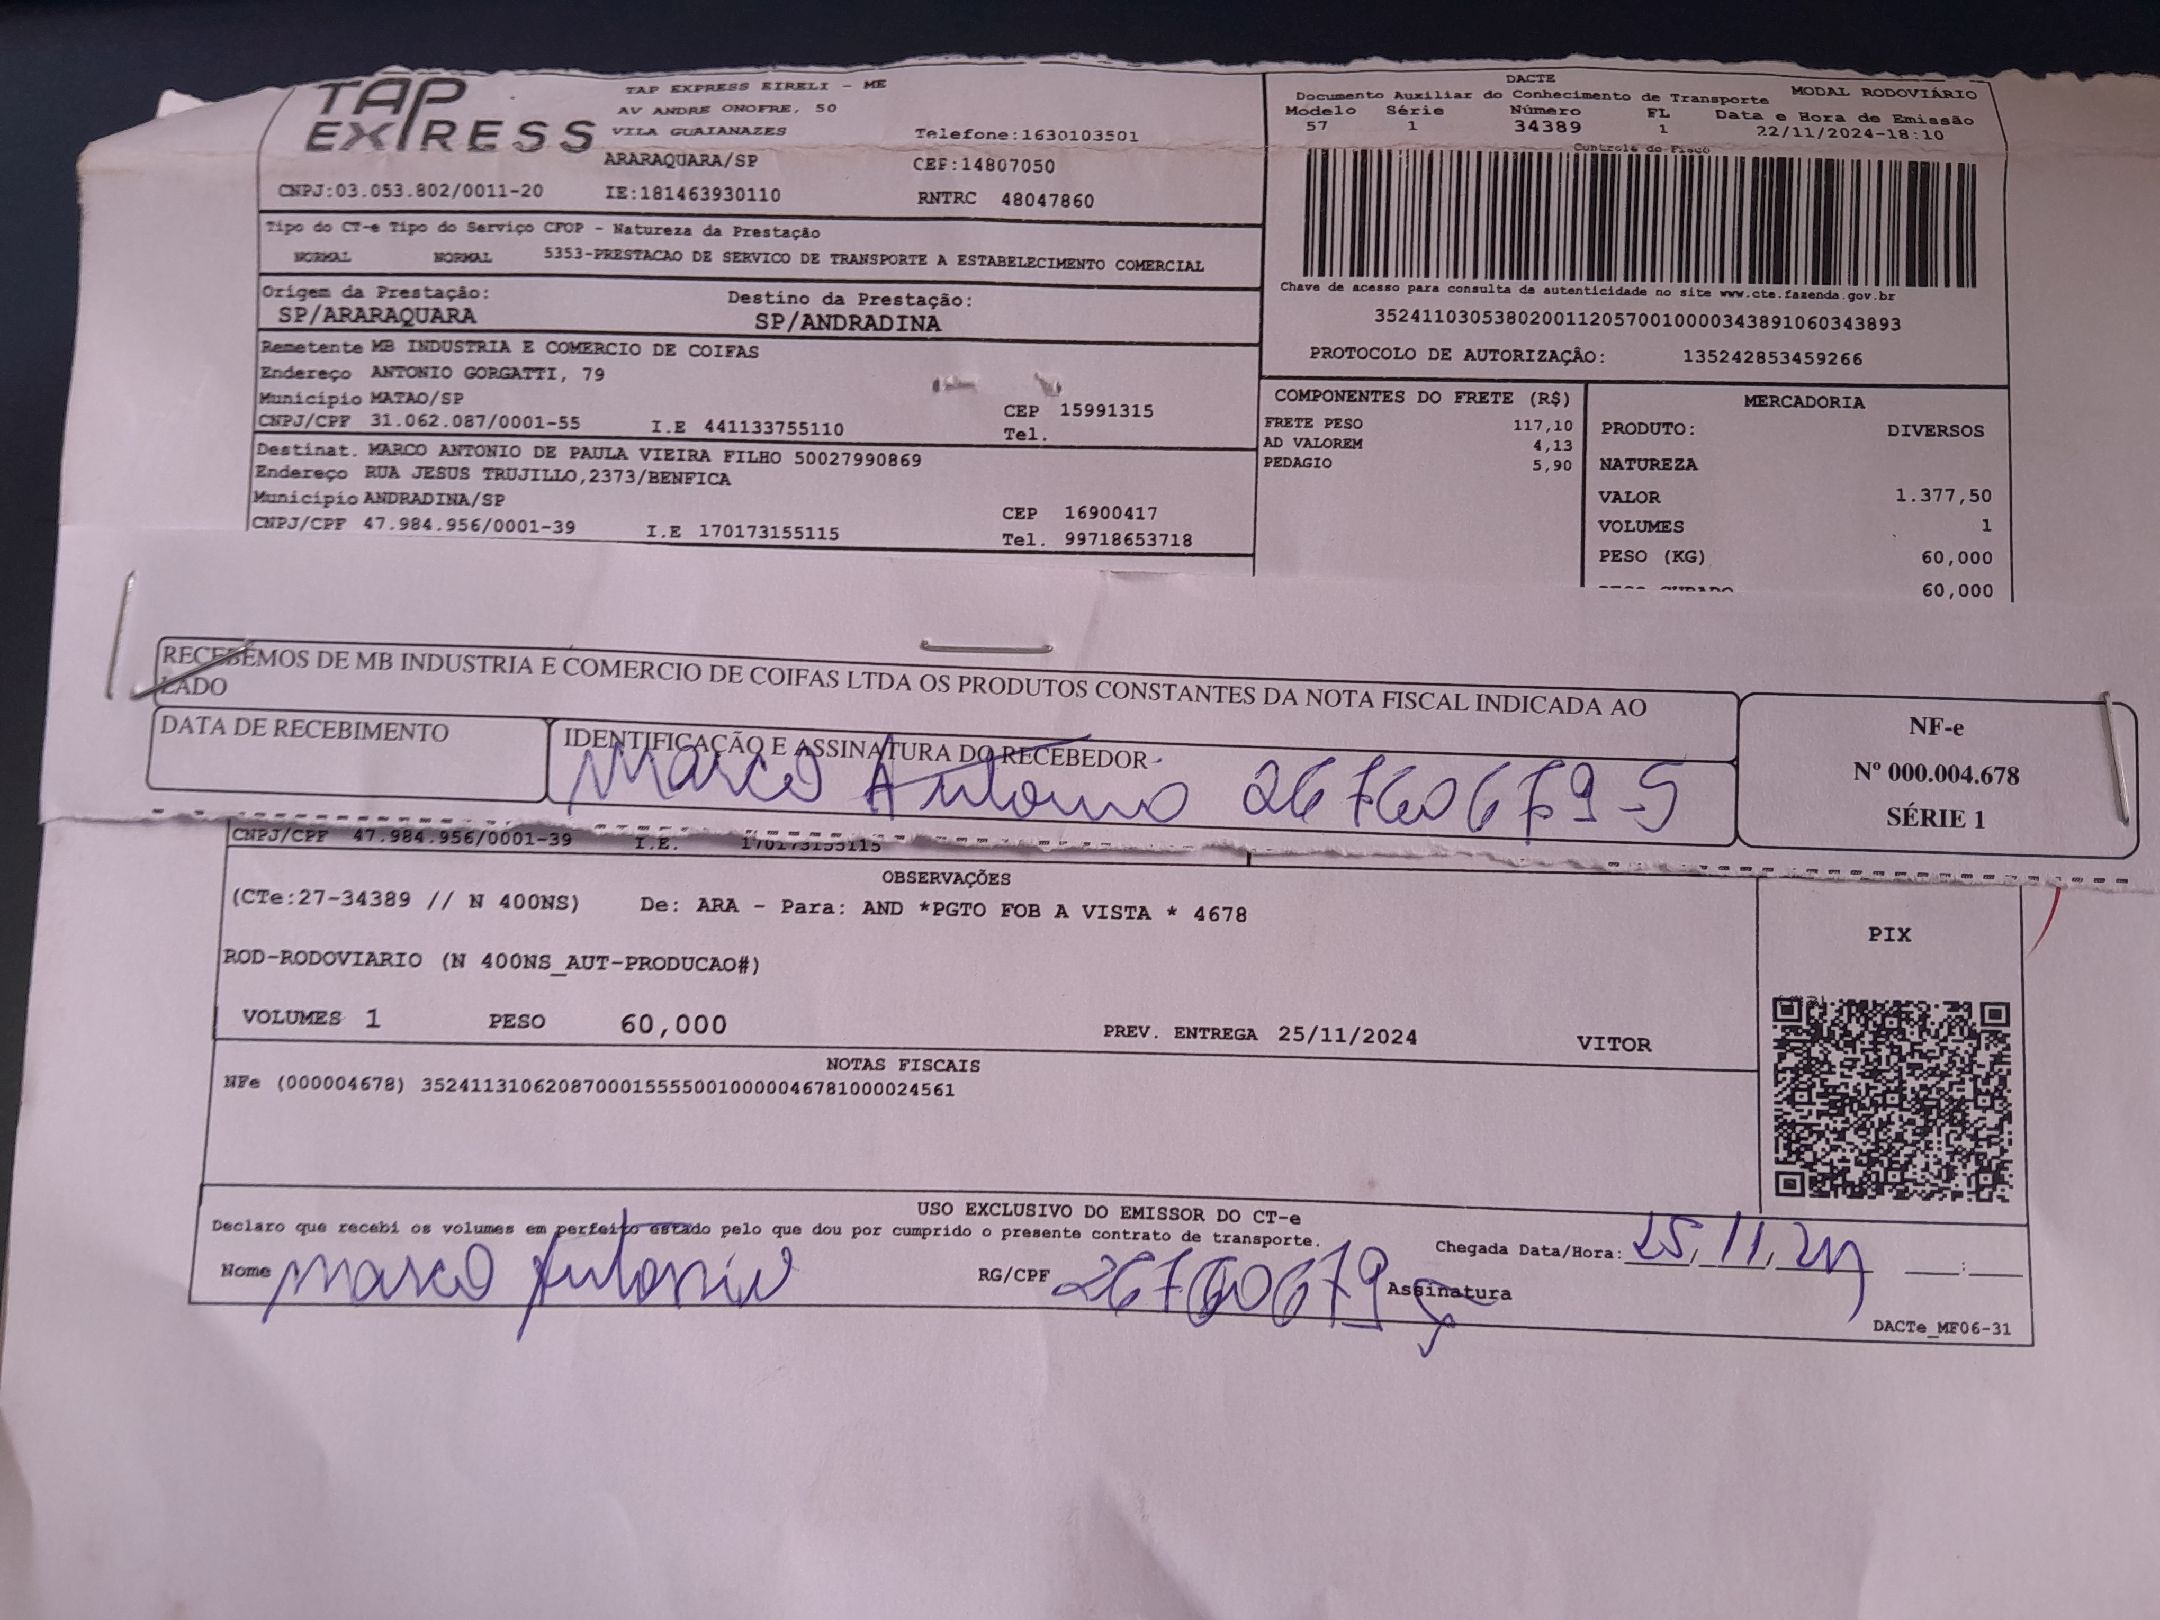 TAP EXPRESS
TAP EXPRESS EIRELI - ME
AV ANDRE ONOFRE, 50
VILA GUAIANAZES Telefone:1630103501
ARARAQUARA/SP CEP:14807050
CNPJ:03.053.802/0011-20 IE:181463930110 RNTRC 48047860
DACTE
Documento Auxiliar do Conhecimento de Transporte MODAL RODOVIÁRIO
Modelo Série Número FL Data e Hora de Emissão
57 1 34389 1 22/11/2024-18:10
Controle do Fisco
Tipo do CT-e Tipo do Serviço CFOP - Natureza da Prestação
NORMAL NORMAL 5353-PRESTACAO DE SERVICO DE TRANSPORTE A ESTABELECIMENTO COMERCIAL
Origem da Prestação: Destino da Prestação:
SP/ARARAQUARA SP/ANDRADINA
Chave de acesso para consulta de autenticidade no site www.cte.fazenda.gov.br
35241103053802001120570010000343891060343893
PROTOCOLO DE AUTORIZAÇÃO: 135242853459266
Remetente MB INDUSTRIA E COMERCIO DE COIFAS
Endereço ANTONIO GORGATTI, 79
Município MATAO/SP CEP 15991315
CNPJ/CPF 31.062.087/0001-55 I.E 441133755110 Tel.
Destinat. MARCO ANTONIO DE PAULA VIEIRA FILHO 50027990869
Endereço RUA JESUS TRUJILLO,2373/BENFICA
Município ANDRADINA/SP CEP 16900417
CNPJ/CPF 47.984.956/0001-39 I.E 170173155115 Tel. 99718653718
COMPONENTES DO FRETE (R$)
FRETE PESO 117,10
AD VALOREM 4,13
PEDAGIO 5,90
MERCADORIA
PRODUTO: DIVERSOS
NATUREZA
VALOR 1.377,50
VOLUMES 1
PESO (KG) 60,000
60,000
RECEBEMOS DE MB INDUSTRIA E COMERCIO DE COIFAS LTDA OS PRODUTOS CONSTANTES DA NOTA FISCAL INDICADA AO
LADO
DATA DE RECEBIMENTO IDENTIFICAÇÃO E ASSINATURA DO RECEBEDOR
Marco Antonio 26760679-5
NF-e
Nº 000.004.678
SÉRIE 1
CNPJ/CPF 47.984.956/0001-39 I.E. 170173155115
OBSERVAÇÕES
(CTe:27-34389 // N 400NS) De: ARA - Para: AND *PGTO FOB A VISTA * 4678
ROD-RODOVIARIO (N 400NS_AUT-PRODUCAO#)
VOLUMES 1 PESO 60,000 PREV. ENTREGA 25/11/2024 VITOR
PIX
NOTAS FISCAIS
NFe (000004678) 35241131062087000155550010000046781000024561
USO EXCLUSIVO DO EMISSOR DO CT-e
Declaro que recebi os volumes em perfeito estado pelo que dou por cumprido o presente contrato de transporte.
Chegada Data/Hora: 25/11/24 ____:____
Nome Marco Antonio RG/CPF 26760679 5 Assinatura
DACTe_MF06-31